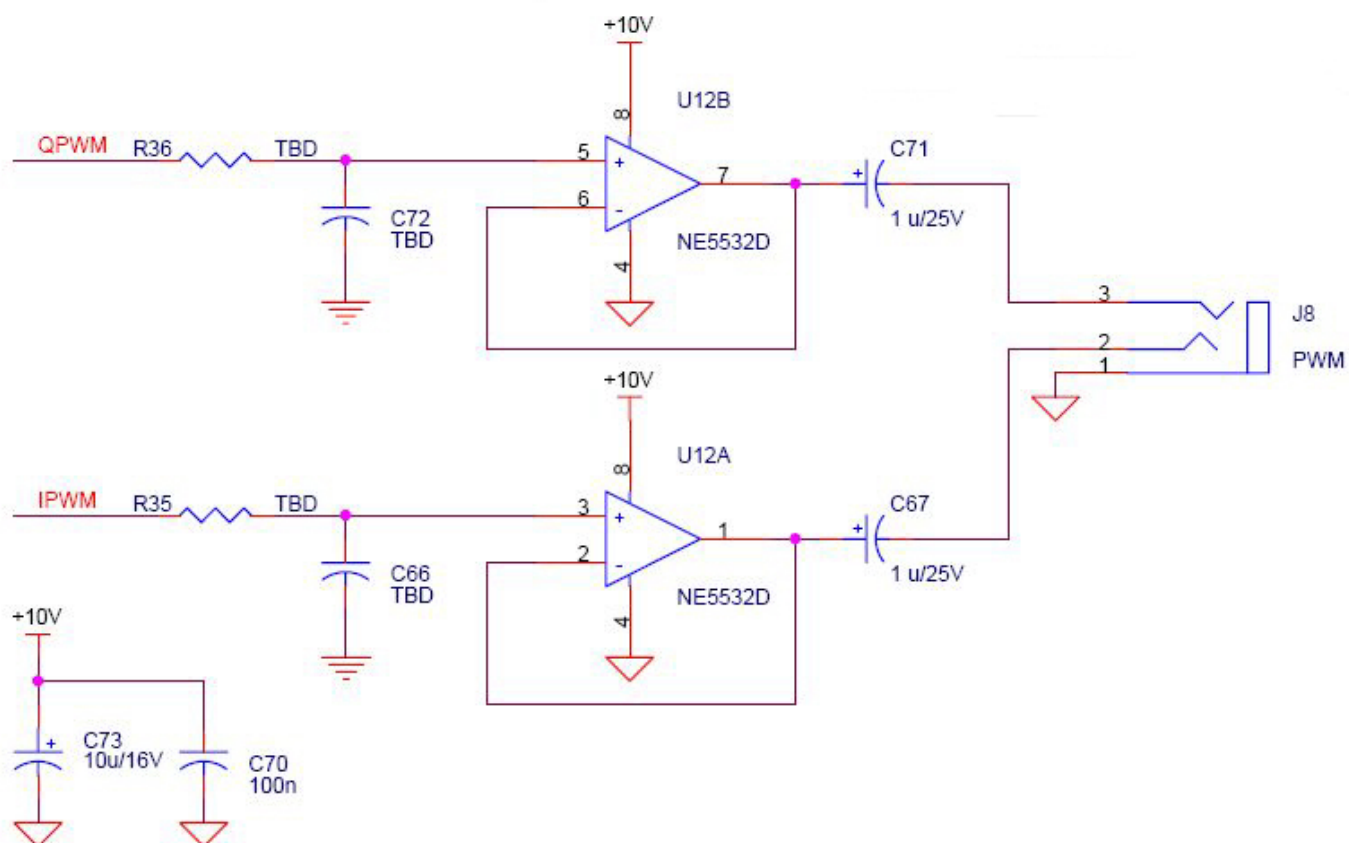 +10V
U12B
8
QPWM R36 TBD
5 +
7
C71
+
1 u/25V
6 -
C72
TBD
NE5532D
4
3
J8
2
PWM
1
+10V
U12A
8
IPWM R35 TBD
3 +
1
C67
+
1 u/25V
2 -
C66
TBD
NE5532D
4
+10V
+
C73
10u/16V
C70
100n